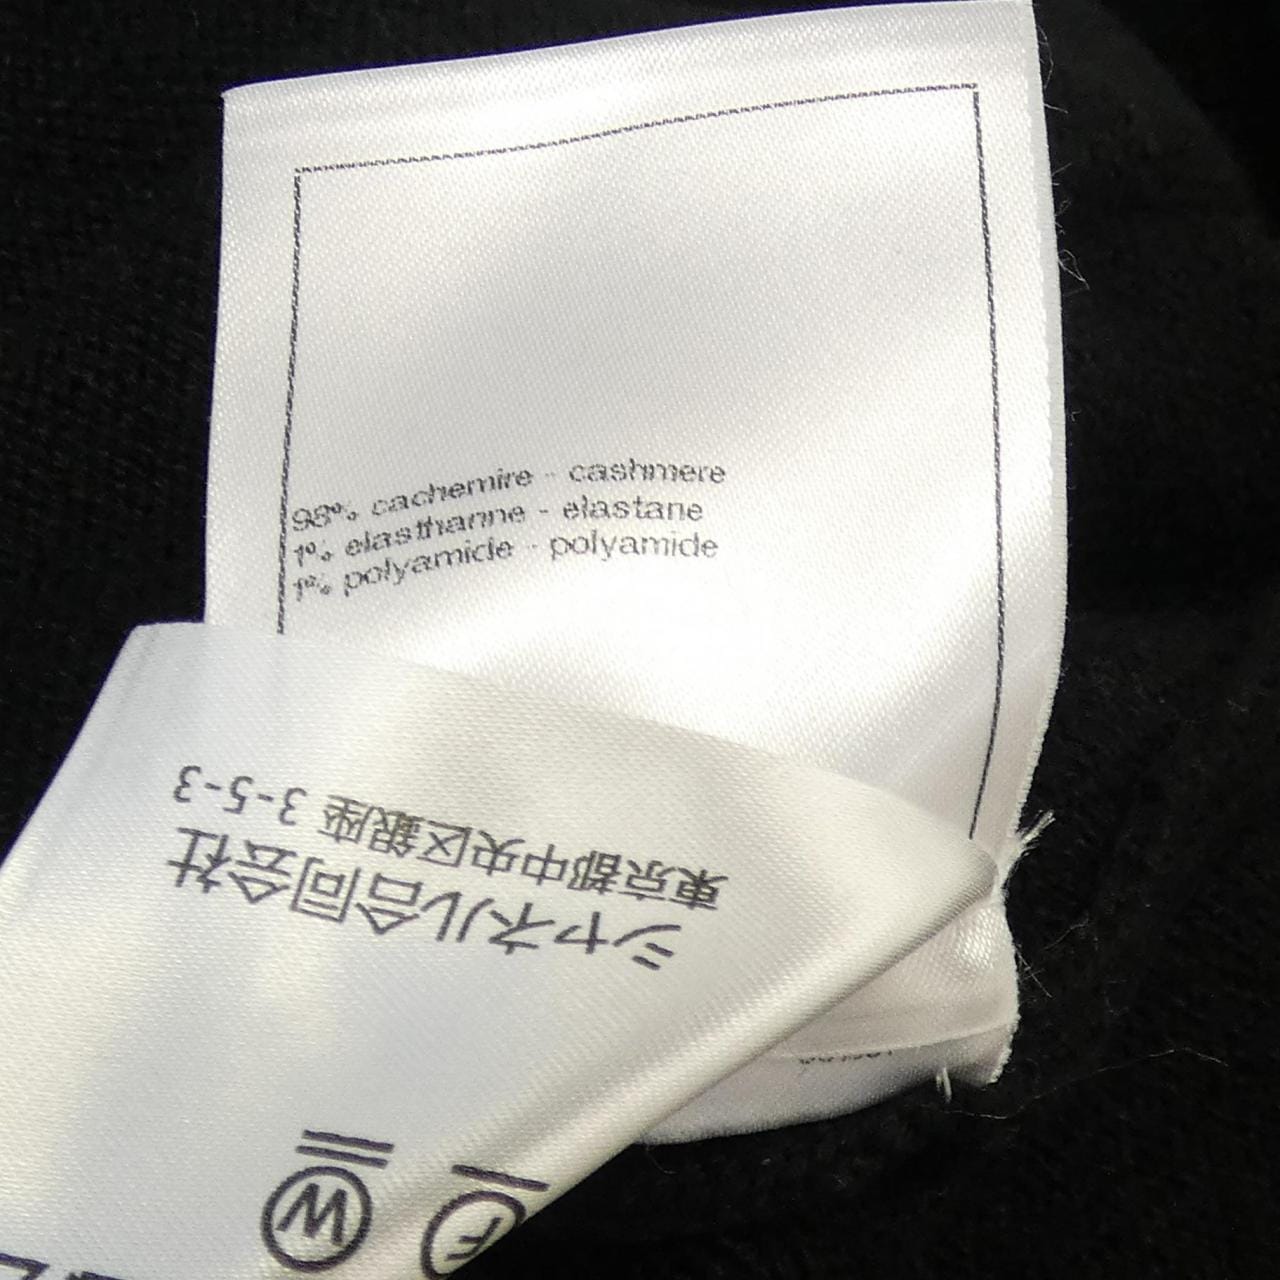 98% cachemire - cashmere
1% elasthanne - elastane
1% polyamide - polyamide
シャネル合同会社
東京都中央区銀座 3-5-3
W
F